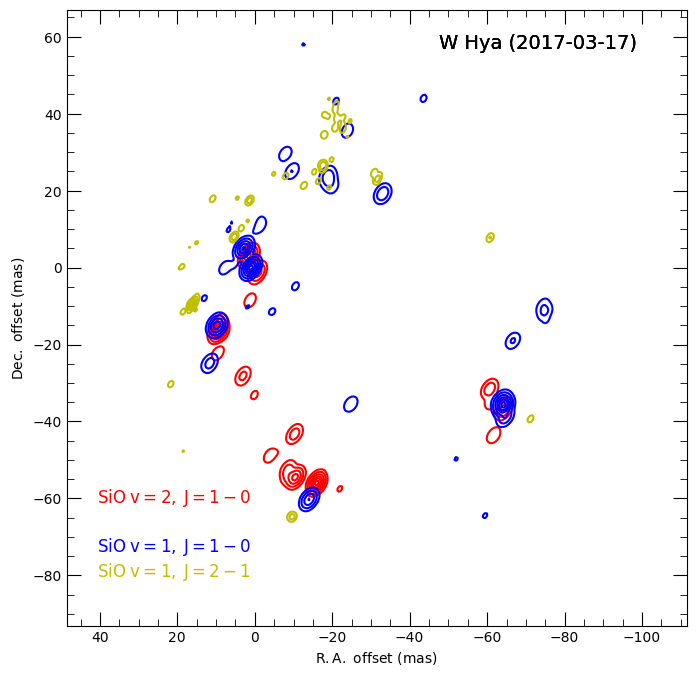 W Hya (2017-03-17)
60
40
20
0
−20
−40
−60
−80
Dec. offset (mas)
SiO v = 2, J = 1 − 0
SiO v = 1, J = 1 − 0
SiO v = 1, J = 2 − 1
40 20 0 −20 −40 −60 −80 −100
R.A. offset (mas)